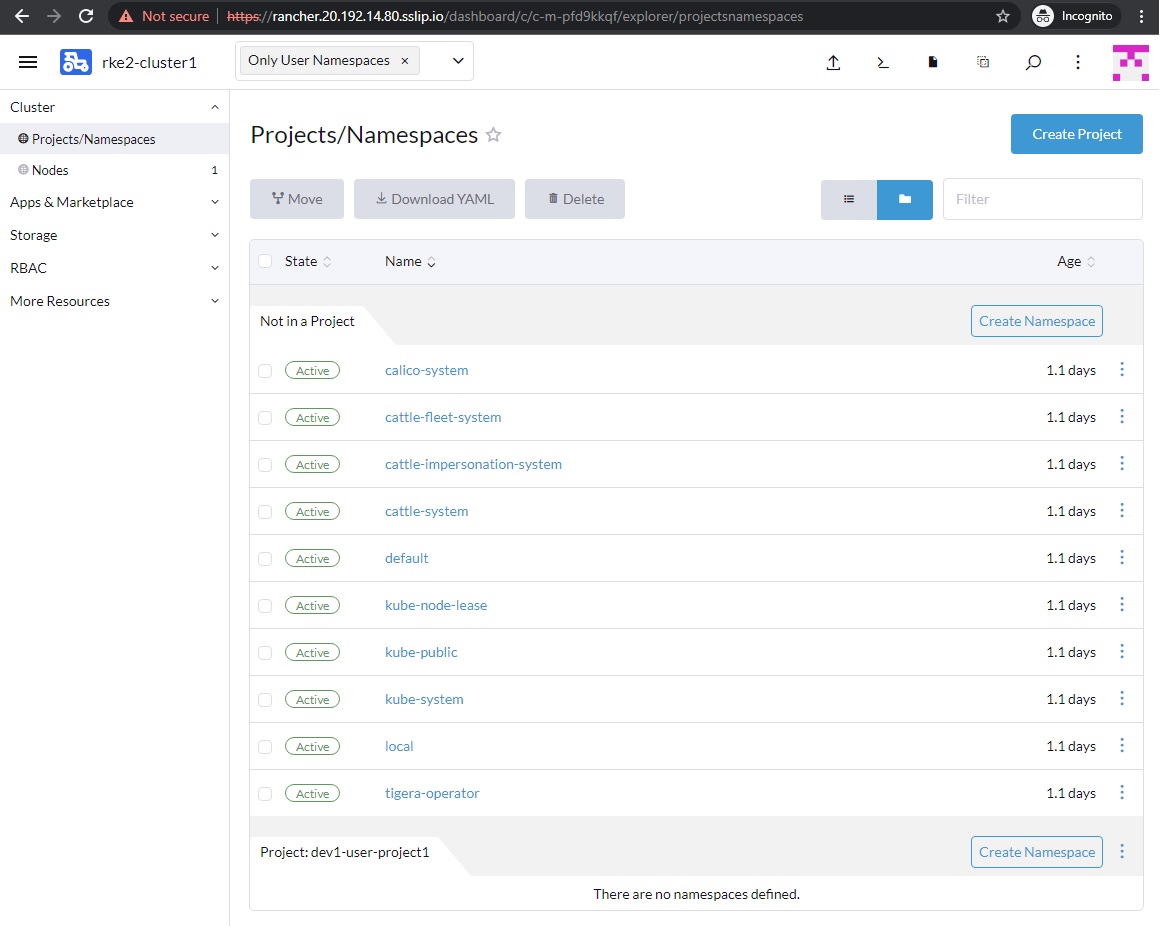 Not secure https://rancher.20.192.14.80.sslip.io/dashboard/c/c-m-pfd9kkqf/explorer/projectsnamespaces Incognito
rke2-cluster1 Only User Namespaces ×
Cluster
Projects/Namespaces
Nodes 1
Apps & Marketplace
Storage
RBAC
More Resources
Projects/Namespaces Create Project
Move Download YAML Delete Filter
State Name Age
Not in a Project Create Namespace
Active calico-system 1.1 days
Active cattle-fleet-system 1.1 days
Active cattle-impersonation-system 1.1 days
Active cattle-system 1.1 days
Active default 1.1 days
Active kube-node-lease 1.1 days
Active kube-public 1.1 days
Active kube-system 1.1 days
Active local 1.1 days
Active tigera-operator 1.1 days
Project: dev1-user-project1 Create Namespace
There are no namespaces defined.